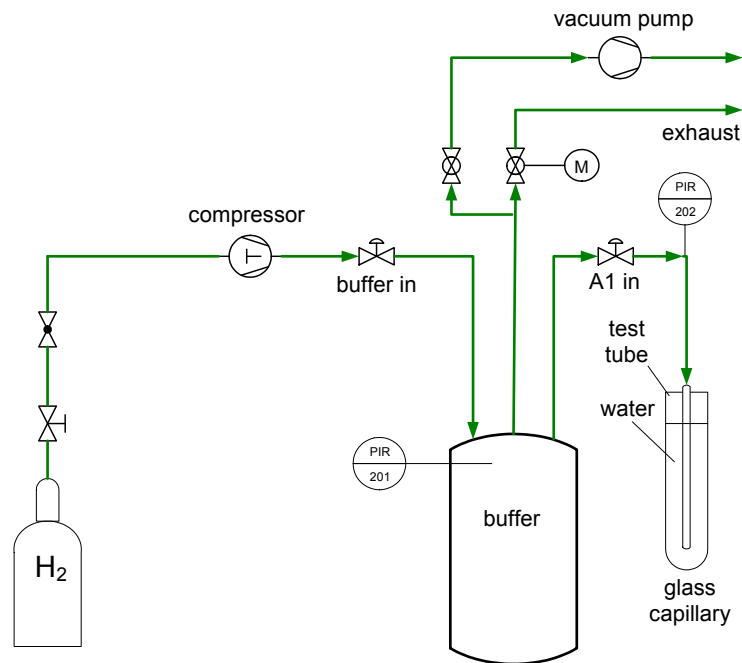 vacuum pump
exhaust
M
PIR
202
compressor
buffer in
A1 in
test
tube
water
PIR
201
buffer
H₂
glass
capillary